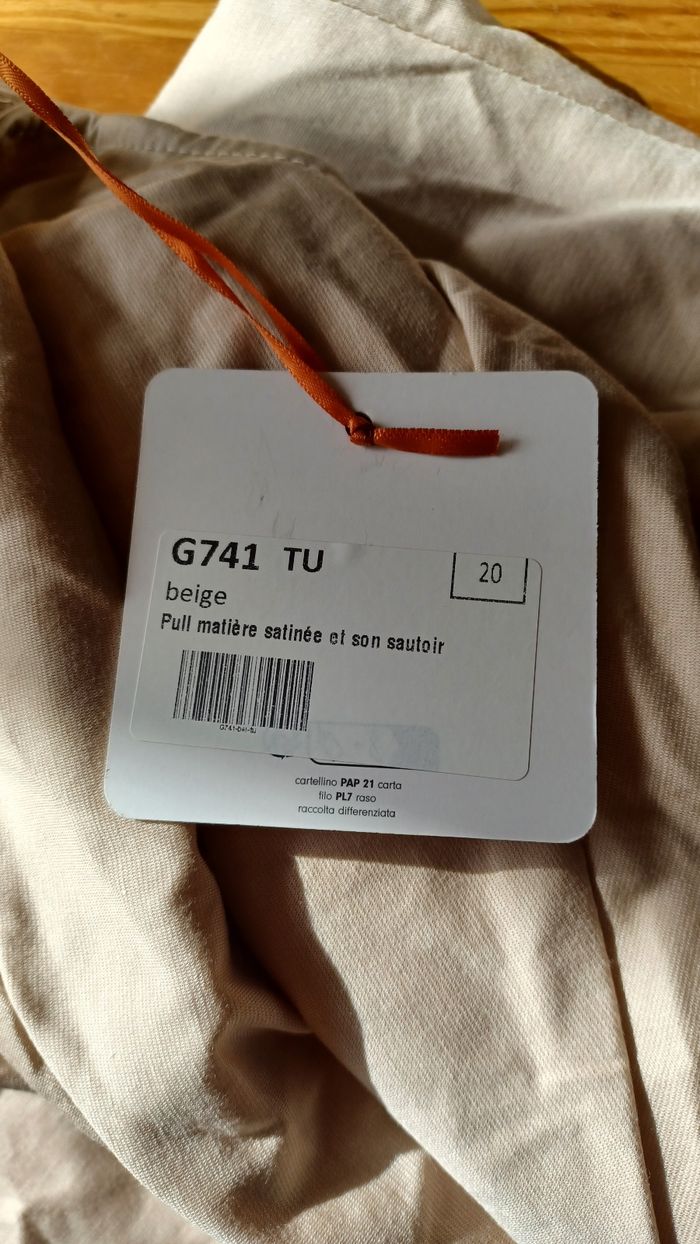 G741 TU
20
beige
Pull matière satinée et son sautoir
cartellino PAP 21 carta
filo PL7 raso
raccolta differenziata